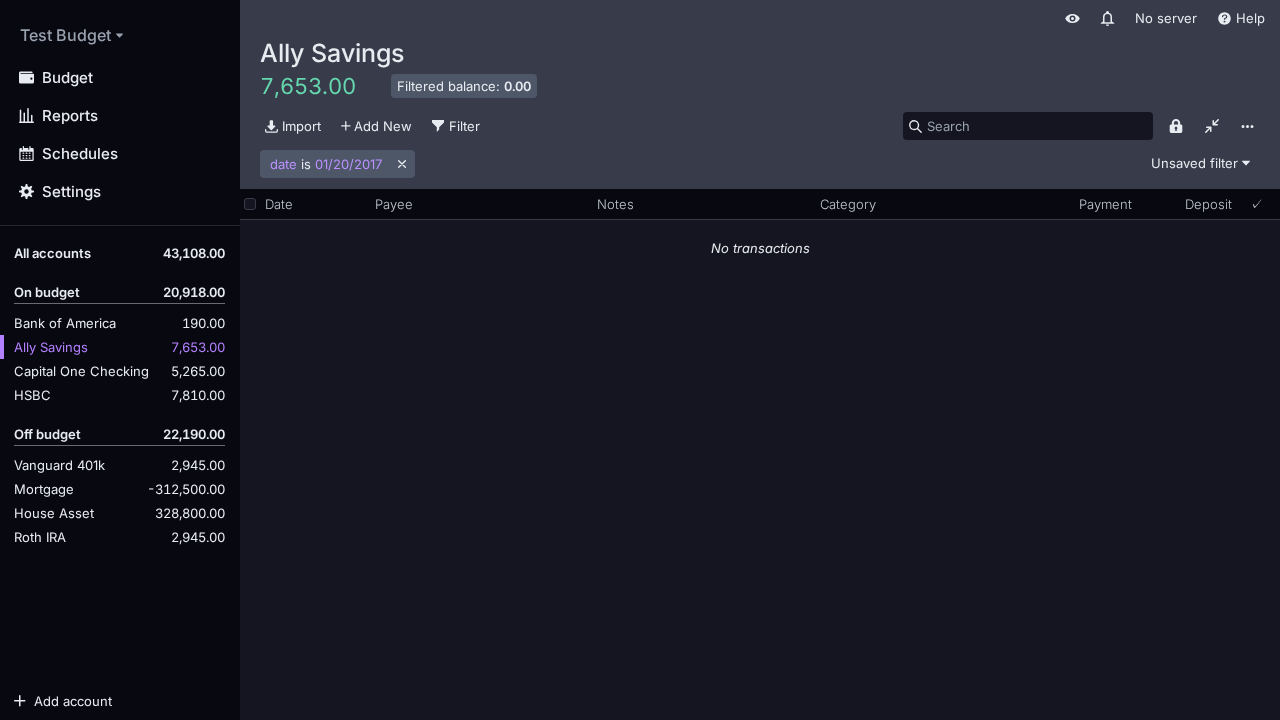 Test Budget
Budget
Reports
Schedules
Settings
All accounts 43,108.00
On budget 20,918.00
Bank of America 190.00
Ally Savings 7,653.00
Capital One Checking 5,265.00
HSBC 7,810.00
Off budget 22,190.00
Vanguard 401k 2,945.00
Mortgage -312,500.00
House Asset 328,800.00
Roth IRA 2,945.00
Add account
No server Help
Ally Savings
7,653.00 Filtered balance: 0.00
Import Add New Filter Search
date is 01/20/2017 Unsaved filter
Date Payee Notes Category Payment Deposit ✓
No transactions